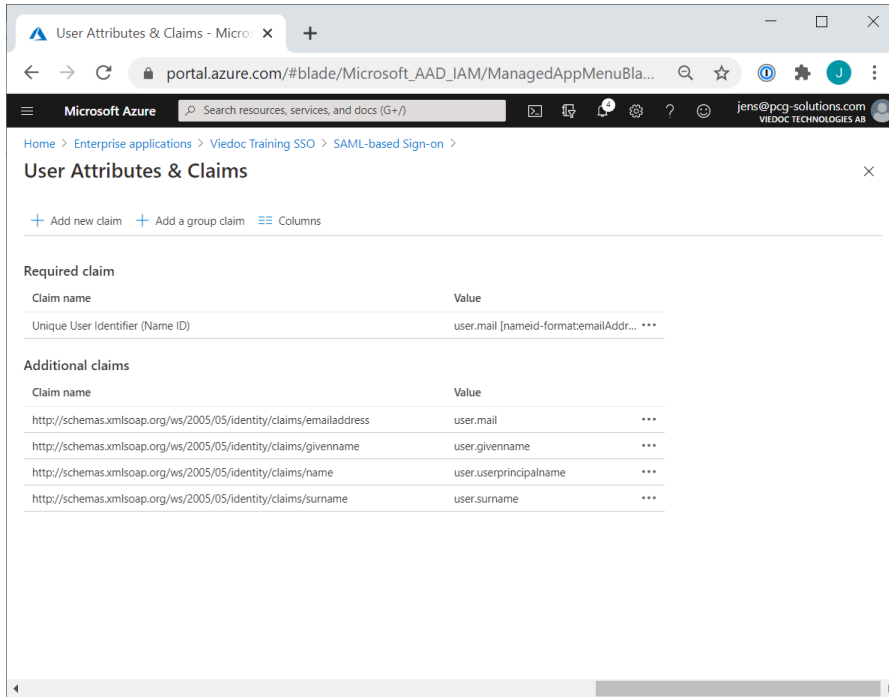 User Attributes & Claims - Micros
portal.azure.com/#blade/Microsoft_AAD_IAM/ManagedAppMenuBla...
J
Microsoft Azure
Search resources, services, and docs (G+/)
4
jens@pcg-solutions.com
VIEDOC TECHNOLOGIES AB
Home > Enterprise applications > Viedoc Training SSO > SAML-based Sign-on >
User Attributes & Claims
Add new claim Add a group claim Columns
Required claim
Claim name Value
Unique User Identifier (Name ID) user.mail [nameid-format:emailAddr... •••
Additional claims
Claim name Value
http://schemas.xmlsoap.org/ws/2005/05/identity/claims/emailaddress user.mail •••
http://schemas.xmlsoap.org/ws/2005/05/identity/claims/givenname user.givenname •••
http://schemas.xmlsoap.org/ws/2005/05/identity/claims/name user.userprincipalname •••
http://schemas.xmlsoap.org/ws/2005/05/identity/claims/surname user.surname •••